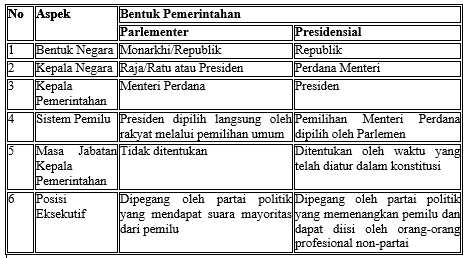 No Aspek Bentuk Pemerintahan
Parlementer Presidensial
1 Bentuk Negara Monarkhi/Republik Republik
2 Kepala Negara Raja/Ratu atau Presiden Perdana Menteri
3 Kepala Menteri Perdana Presiden
Pemerintahan
4 Sistem Pemilu Presiden dipilih langsung oleh Pemilihan Menteri Perdana
rakyat melalui pemilihan umum dipilih oleh Parlemen
5 Masa Jabatan Tidak ditentukan Ditentukan oleh waktu yang
Kepala telah diatur dalam konstitusi
Pemerintahan
6 Posisi Dipegang oleh partai politik Dipegang oleh partai politik
Eksekutif yang mendapat suara mayoritas yang memenangkan pemilu dan
dari pemilu dapat diisi oleh orang-orang
profesional non-partai